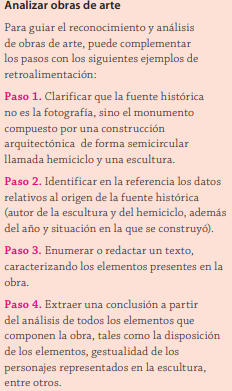 Analizar obras de arte
Para guiar el reconocimiento y análisis
de obras de arte, puede complementar
los pasos con los siguientes ejemplos de
retroalimentación:
Paso 1. Clarificar que la fuente histórica
no es la fotografía, sino el monumento
compuesto por una construcción
arquitectónica de forma semicircular
llamada hemiciclo y una escultura.
Paso 2. Identificar en la referencia los datos
relativos al origen de la fuente histórica
(autor de la escultura y del hemiciclo, además
del año y situación en la que se construyó).
Paso 3. Enumerar o redactar un texto,
caracterizando los elementos presentes en la
obra.
Paso 4. Extraer una conclusión a partir
del análisis de todos los elementos que
componen la obra, tales como la disposición
de los elementos, gestualidad de los
personajes representados en la escultura,
entre otros.